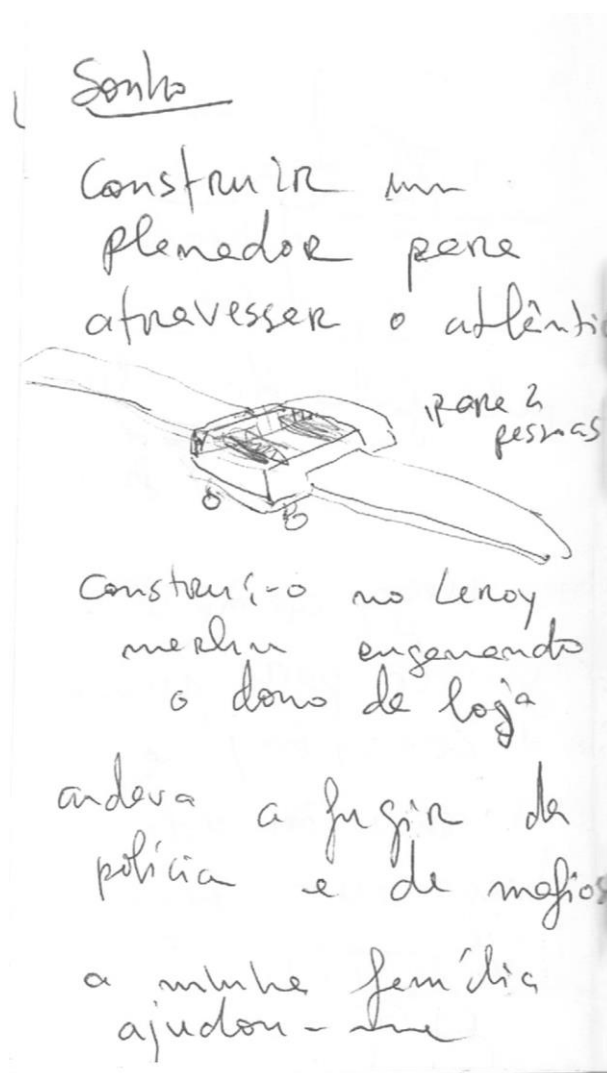 Sonho
Construir um
planador para
atravessar o atlânti
para 2
pessoas
construí-o no Leroy
merlin enganando
o dono da loja
andava a fugir da
polícia e de mafios
a minha família
ajudou-me